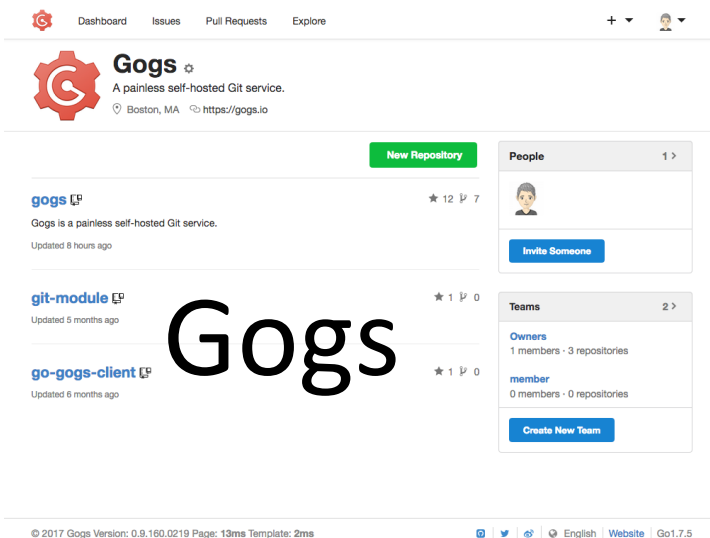 Dashboard Issues Pull Requests Explore
Gogs
A painless self-hosted Git service.
Boston, MA https://gogs.io
New Repository
gogs 12 7
Gogs is a painless self-hosted Git service.
Updated 8 hours ago
git-module 1 0
Updated 5 months ago
go-gogs-client 1 0
Updated 6 months ago
Gogs
People 1
Invite Someone
Teams 2
Owners
1 members · 3 repositories
member
0 members · 0 repositories
Create New Team
© 2017 Gogs Version: 0.9.160.0219 Page: 13ms Template: 2ms
English Website Go1.7.5